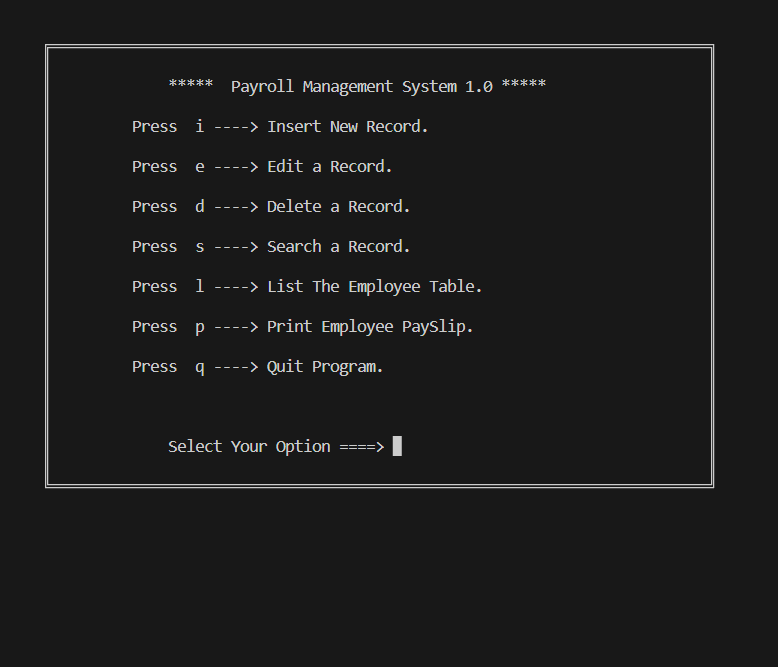 *****  Payroll Management System 1.0 *****
Press  i ----> Insert New Record.
Press  e ----> Edit a Record.
Press  d ----> Delete a Record.
Press  s ----> Search a Record.
Press  l ----> List The Employee Table.
Press  p ----> Print Employee PaySlip.
Press  q ----> Quit Program.
Select Your Option ====>